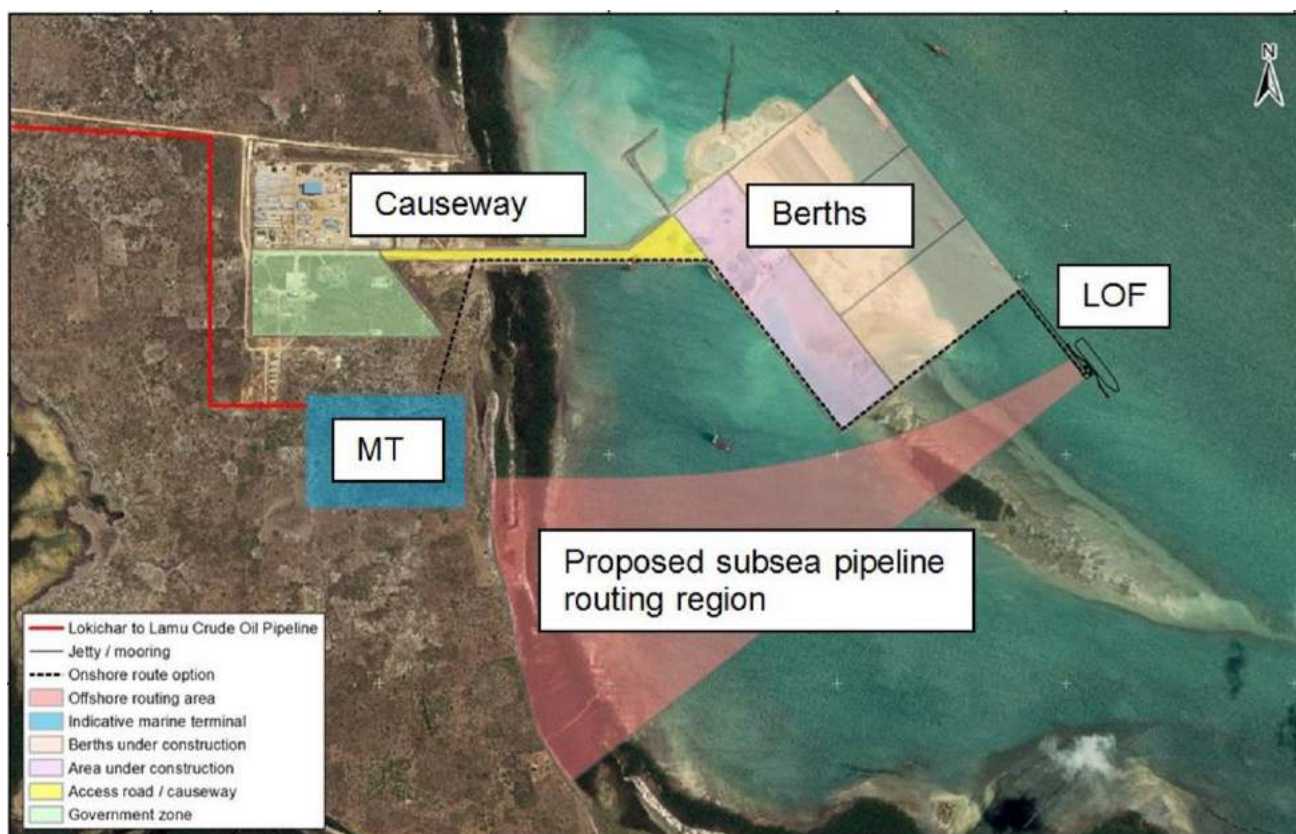 N
Causeway
Berths
LOF
MT
Proposed subsea pipeline
routing region
Lokichar to Lamu Crude Oil Pipeline
Jetty / mooring
Onshore route option
Offshore routing area
Indicative marine terminal
Berths under construction
Area under construction
Access road / causeway
Government zone